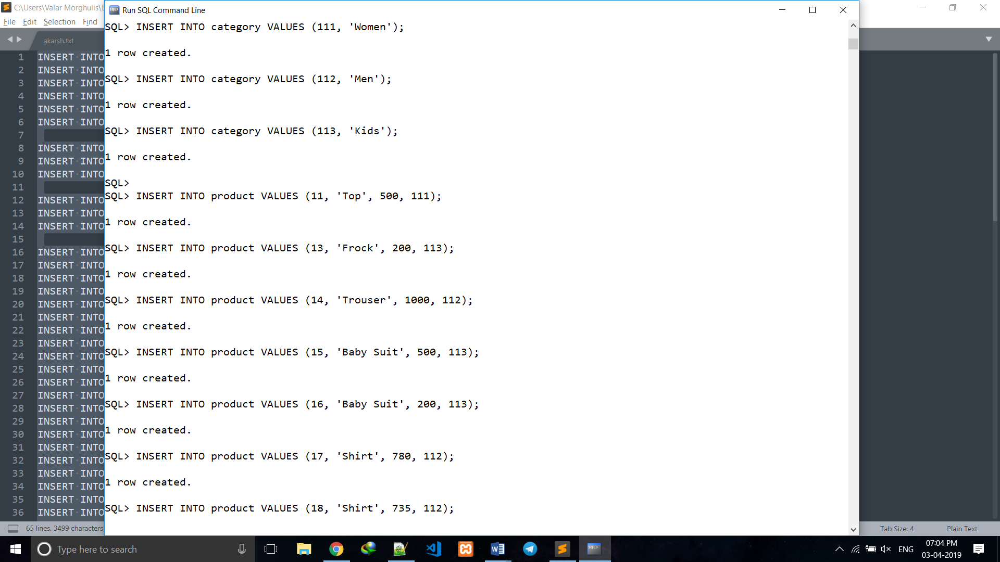 C:\Users\Valar Morghulis\
Run SQL Command Line
File Edit Selection Find
akarsh.txt
1 INSERT INTO
2 INSERT INTO
3 INSERT INTO
4 INSERT INTO
5 INSERT INTO
6 INSERT INTO
7
8 INSERT INTO
9 INSERT INTO
10 INSERT INTO
11
12 INSERT INTO
13 INSERT INTO
14 INSERT INTO
15
16 INSERT INTO
17 INSERT INTO
18 INSERT INTO
19 INSERT INTO
20 INSERT INTO
21 INSERT INTO
22 INSERT INTO
23 INSERT INTO
24 INSERT INTO
25 INSERT INTO
26 INSERT INTO
27 INSERT INTO
28 INSERT INTO
29 INSERT INTO
30 INSERT INTO
31 INSERT INTO
32 INSERT INTO
33 INSERT INTO
34 INSERT INTO
35 INSERT INTO
36 INSERT INTO
SQL> INSERT INTO category VALUES (111, 'Women');
1 row created.
SQL> INSERT INTO category VALUES (112, 'Men');
1 row created.
SQL> INSERT INTO category VALUES (113, 'Kids');
1 row created.
SQL>
SQL> INSERT INTO product VALUES (11, 'Top', 500, 111);
1 row created.
SQL> INSERT INTO product VALUES (13, 'Frock', 200, 113);
1 row created.
SQL> INSERT INTO product VALUES (14, 'Trouser', 1000, 112);
1 row created.
SQL> INSERT INTO product VALUES (15, 'Baby Suit', 500, 113);
1 row created.
SQL> INSERT INTO product VALUES (16, 'Baby Suit', 200, 113);
1 row created.
SQL> INSERT INTO product VALUES (17, 'Shirt', 780, 112);
1 row created.
SQL> INSERT INTO product VALUES (18, 'Shirt', 735, 112);
65 lines, 3499 characters
Tab Size: 4
Plain Text
Type here to search
ENG
07:04 PM
03-04-2019